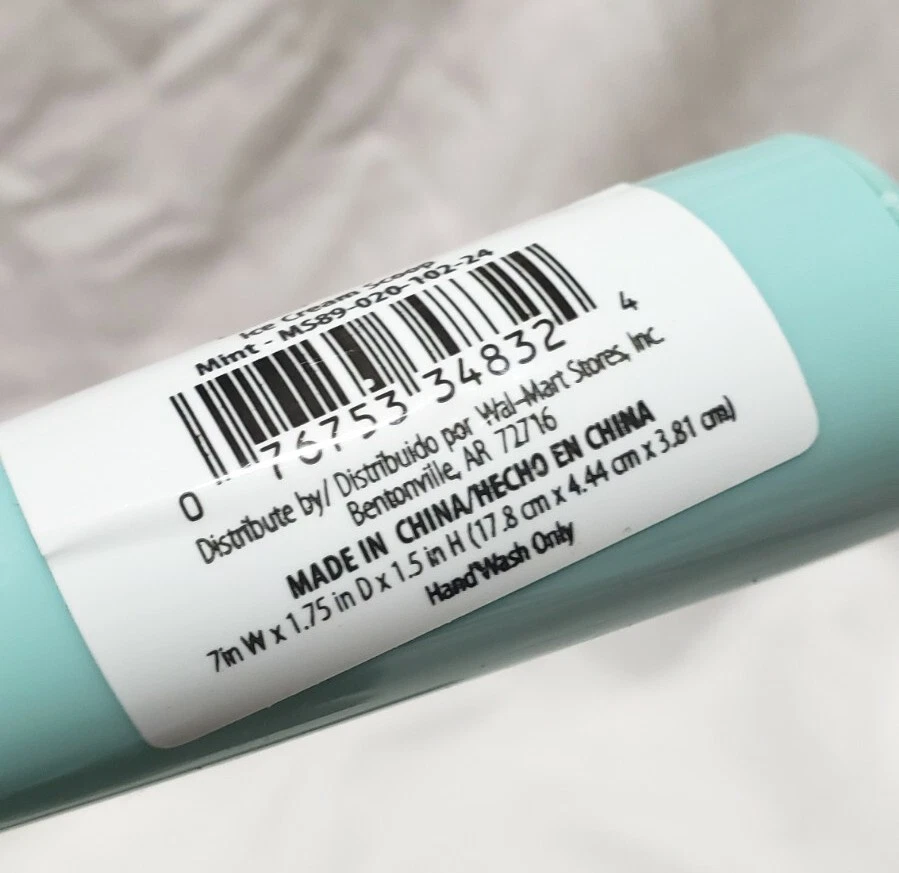 Ice Cream Scoop
Mint - MS89-020-102-24
0 76753 34832 4
Distribute by/ Distribuido por Wal-Mart Stores, Inc
Bentonville, AR 72716
MADE IN CHINA/HECHO EN CHINA
7in W x 1.75 in D x 1.5 in H (17.8 cm x 4.44 cm x 3.81 cm)
Hand Wash Only